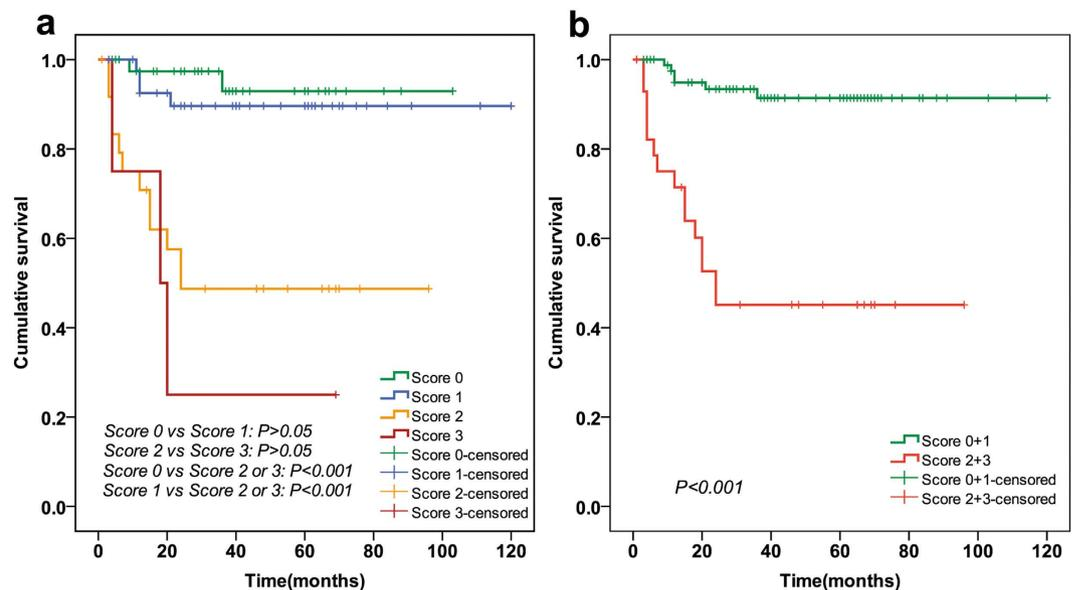 a
1.0
0.8
0.6
0.4
0.2
0.0
Cumulative survival
0 20 40 60 80 100 120
Time(months)
Score 0
Score 1
Score 2
Score 3
Score 0-censored
Score 1-censored
Score 2-censored
Score 3-censored
Score 0 vs Score 1: P>0.05
Score 2 vs Score 3: P>0.05
Score 0 vs Score 2 or 3: P<0.001
Score 1 vs Score 2 or 3: P<0.001
b
1.0
0.8
0.6
0.4
0.2
0.0
Cumulative survival
0 20 40 60 80 100 120
Time(months)
Score 0+1
Score 2+3
Score 0+1-censored
Score 2+3-censored
P<0.001